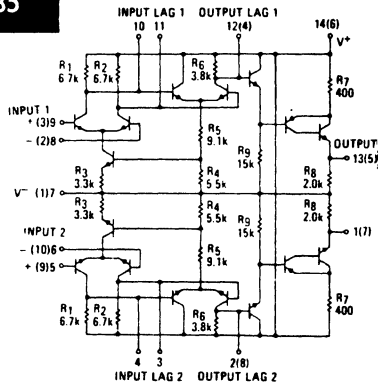 35
INPUT LAG 1 OUTPUT LAG 1
10 11 12(4) 14(6)
V+
R1 6.7k
R2 6.7k
R6 3.8k
R7 400
INPUT 1
+ (3)9
− (2)8
R5 9.1k
R9 15k
OUTPUT
13(5)
R3 3.3k
R4 5.5k
R8 2.0k
V− (1)7
R3 3.3k
R4 5.5k
R9 15k
R8 2.0k
1(7)
INPUT 2
− (10)6
+ (9)5
R5 9.1k
R1 6.7k
R2 6.7k
R6 3.8k
R7 400
4 3 2(8)
INPUT LAG 2 OUTPUT LAG 2